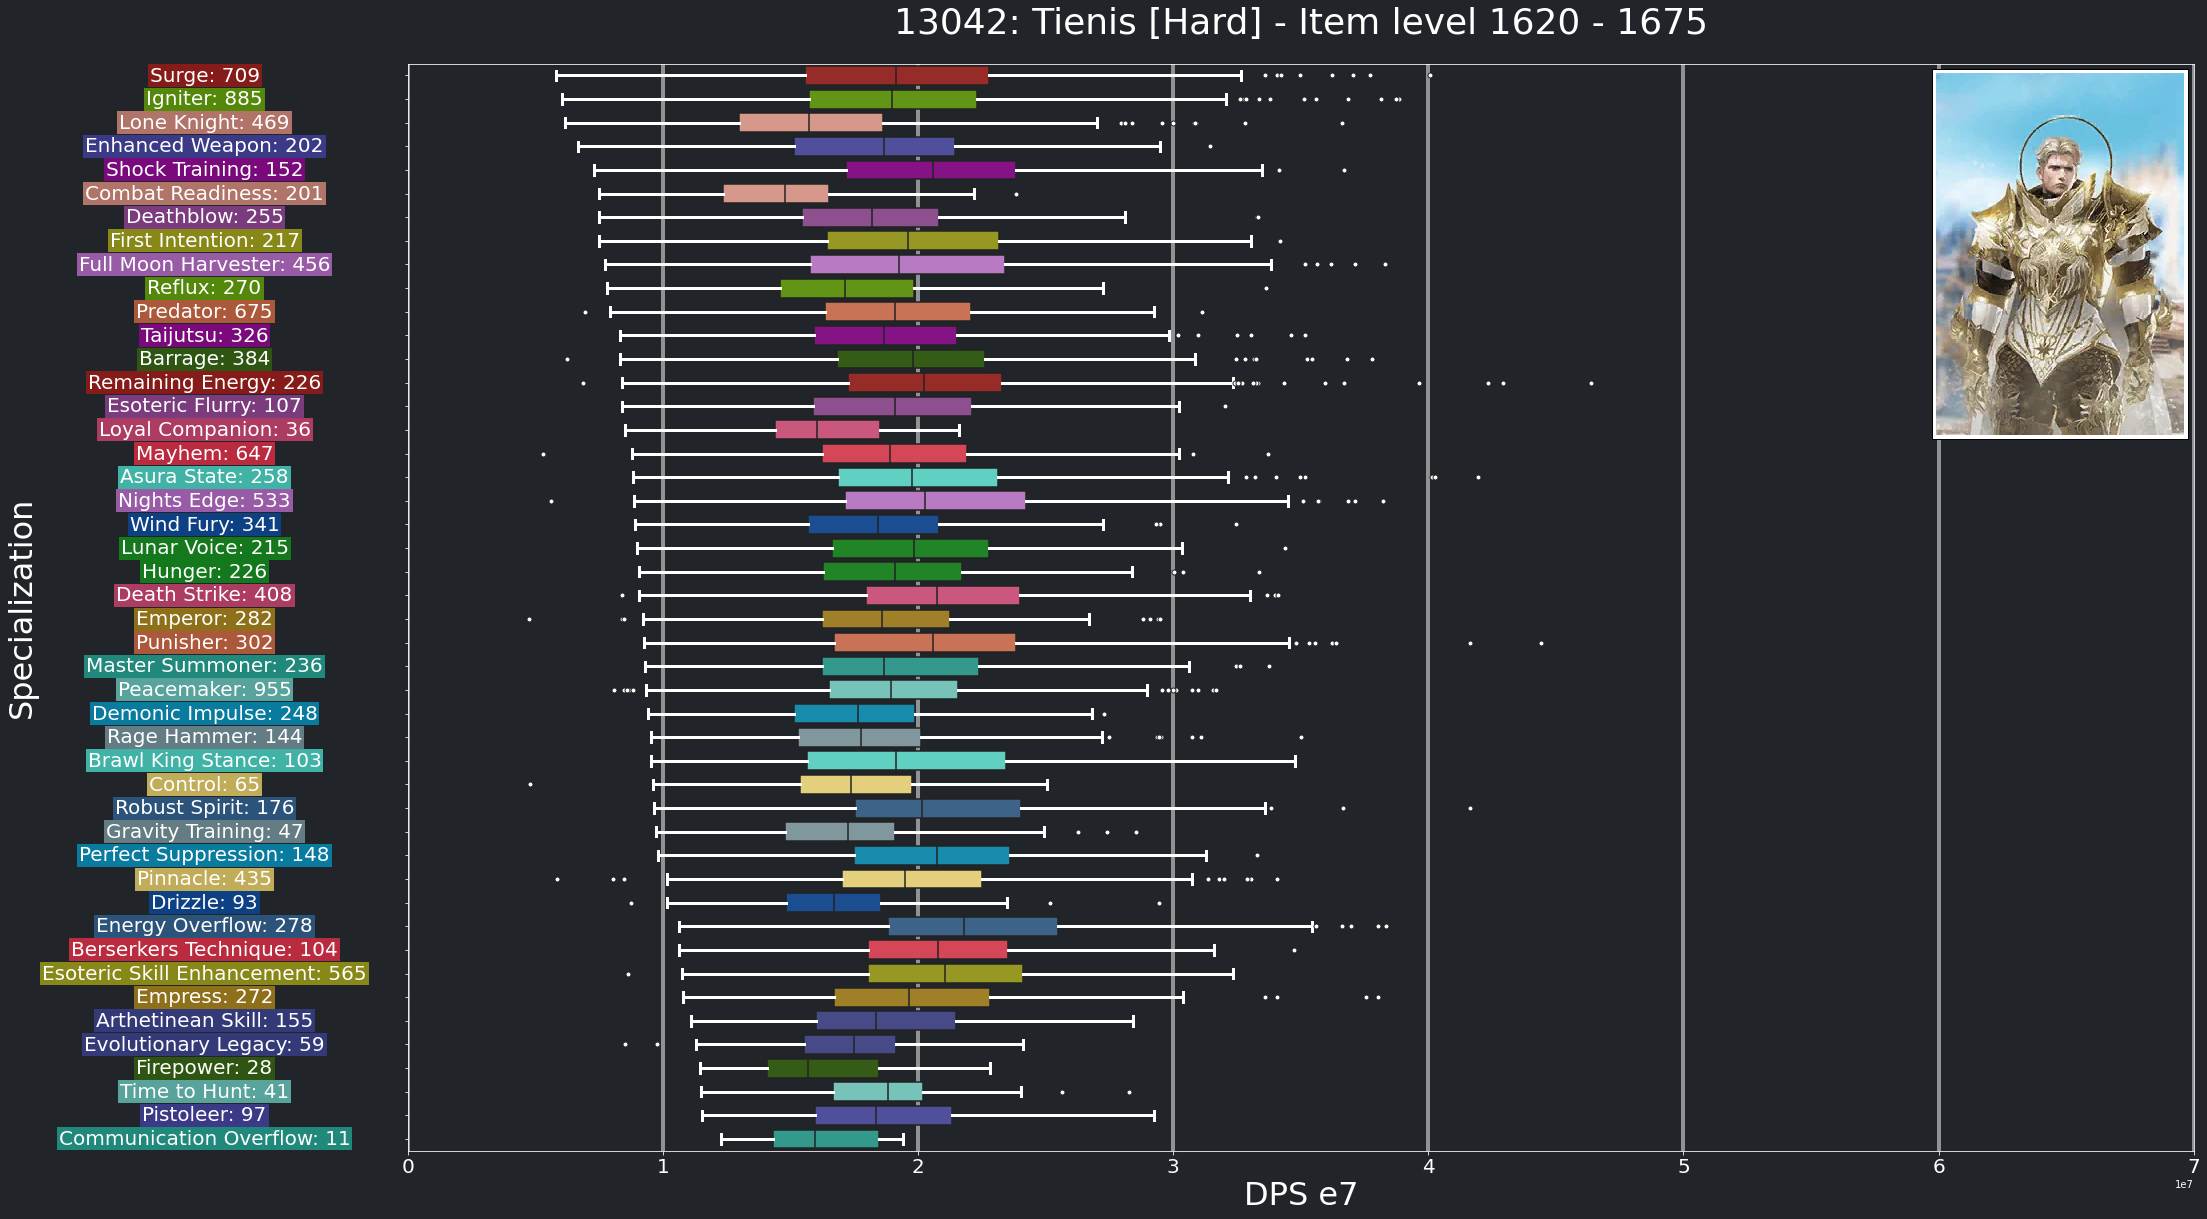 13042: Tienis [Hard] - Item level 1620 - 1675
Specialization
Surge: 709
Igniter: 885
Lone Knight: 469
Enhanced Weapon: 202
Shock Training: 152
Combat Readiness: 201
Deathblow: 255
First Intention: 217
Full Moon Harvester: 456
Reflux: 270
Predator: 675
Taijutsu: 326
Barrage: 384
Remaining Energy: 226
Esoteric Flurry: 107
Loyal Companion: 36
Mayhem: 647
Asura State: 258
Nights Edge: 533
Wind Fury: 341
Lunar Voice: 215
Hunger: 226
Death Strike: 408
Emperor: 282
Punisher: 302
Master Summoner: 236
Peacemaker: 955
Demonic Impulse: 248
Rage Hammer: 144
Brawl King Stance: 103
Control: 65
Robust Spirit: 176
Gravity Training: 47
Perfect Suppression: 148
Pinnacle: 435
Drizzle: 93
Energy Overflow: 278
Berserkers Technique: 104
Esoteric Skill Enhancement: 565
Empress: 272
Arthetinean Skill: 155
Evolutionary Legacy: 59
Firepower: 28
Time to Hunt: 41
Pistoleer: 97
Communication Overflow: 11
0 1 2 3 4 5 6 7
1e7
DPS e7